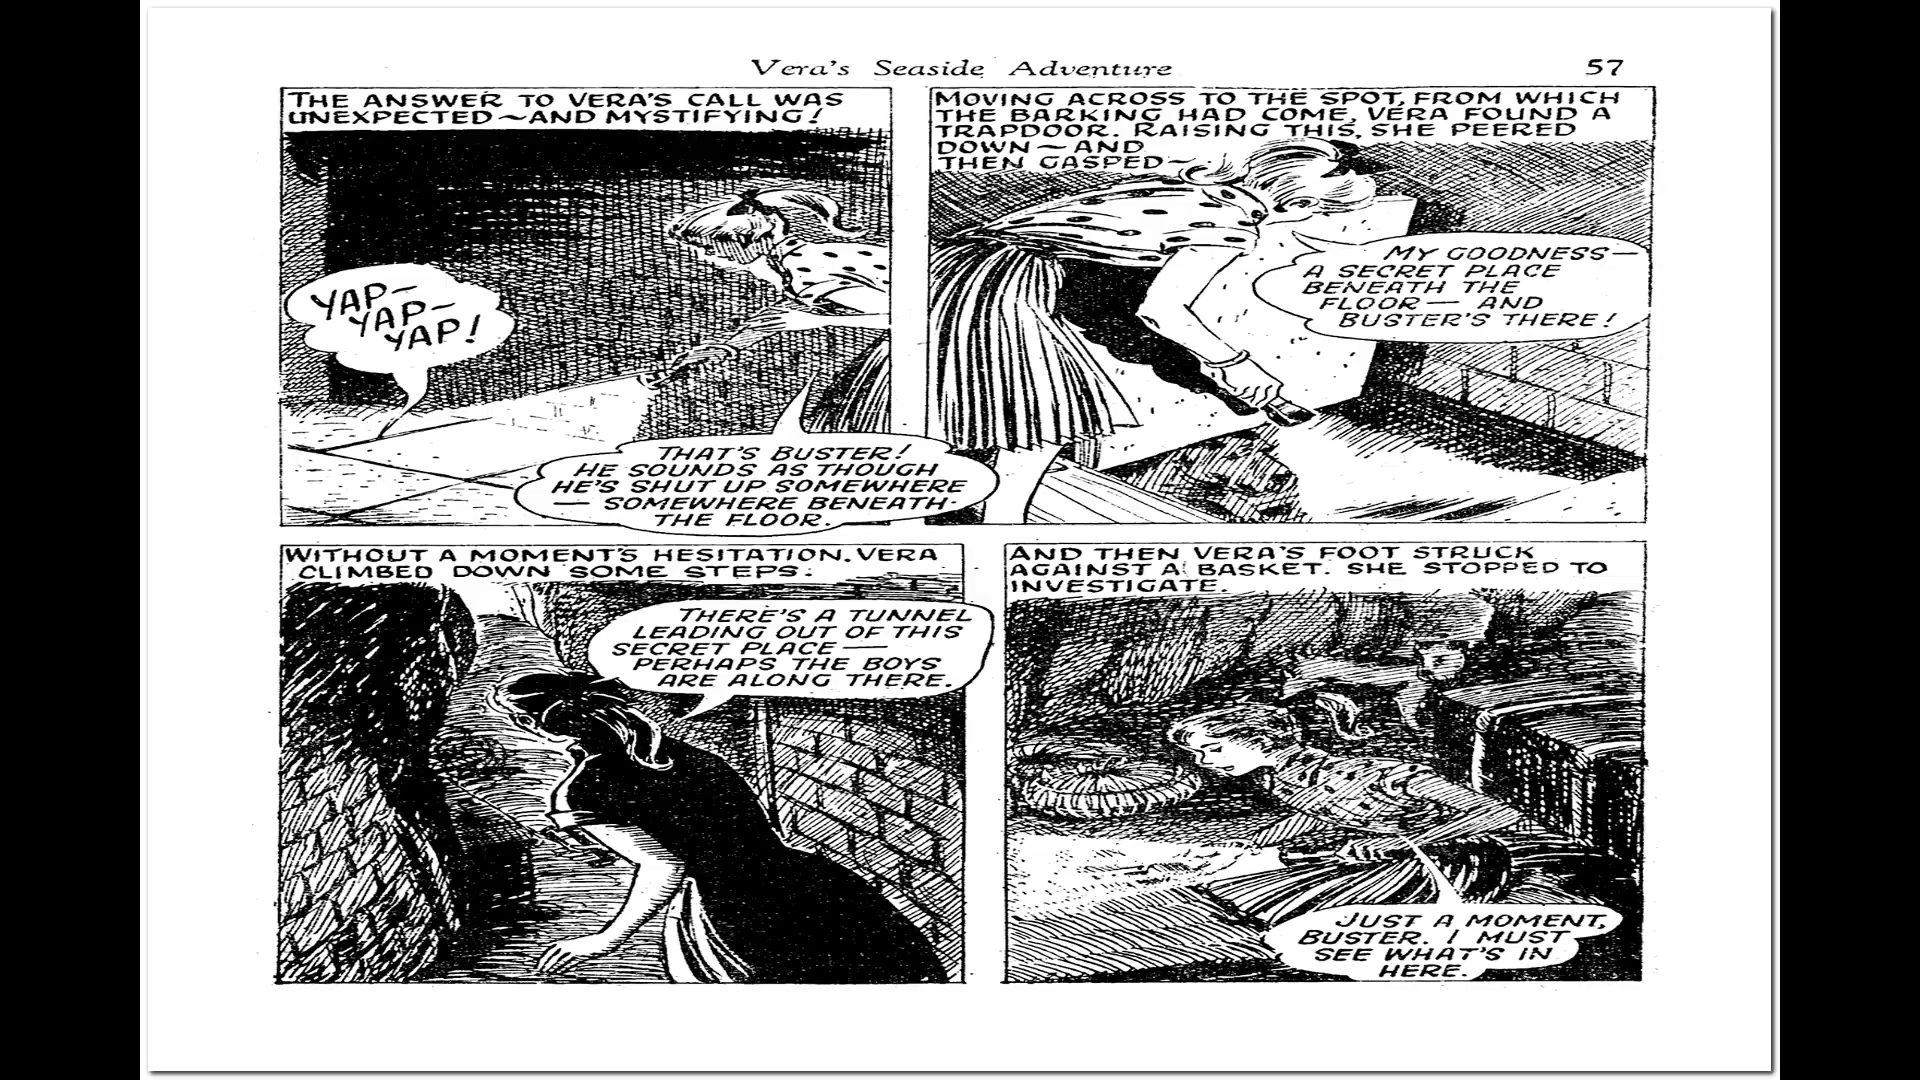 Vera's Seaside Adventure
57
THE ANSWER TO VERA'S CALL WAS
UNEXPECTED~AND MYSTIFYING!
YAP-
YAP-
YAP!
THAT'S BUSTER!
HE SOUNDS AS THOUGH
HE'S SHUT UP SOMEWHERE
— SOMEWHERE BENEATH
THE FLOOR.
MOVING ACROSS TO THE SPOT, FROM WHICH
THE BARKING HAD COME, VERA FOUND A
TRAPDOOR. RAISING THIS, SHE PEERED
DOWN~AND
THEN GASPED~
MY GOODNESS—
A SECRET PLACE
BENEATH THE
FLOOR— AND
BUSTER'S THERE!
WITHOUT A MOMENT'S HESITATION, VERA
CLIMBED DOWN SOME STEPS.
THERE'S A TUNNEL
LEADING OUT OF THIS
SECRET PLACE —
PERHAPS THE BOYS
ARE ALONG THERE.
AND THEN VERA'S FOOT STRUCK
AGAINST A BASKET. SHE STOPPED TO
INVESTIGATE.
JUST A MOMENT,
BUSTER. I MUST
SEE WHAT'S IN
HERE.